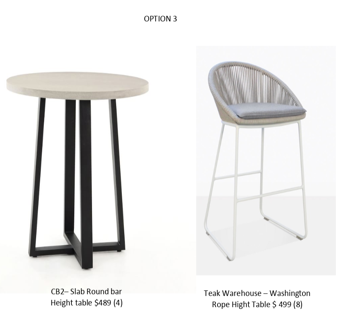 OPTION 3
CB2– Slab Round bar
Height table $489 (4)
Teak Warehouse – Washington
Rope Hight Table $ 499 (8)